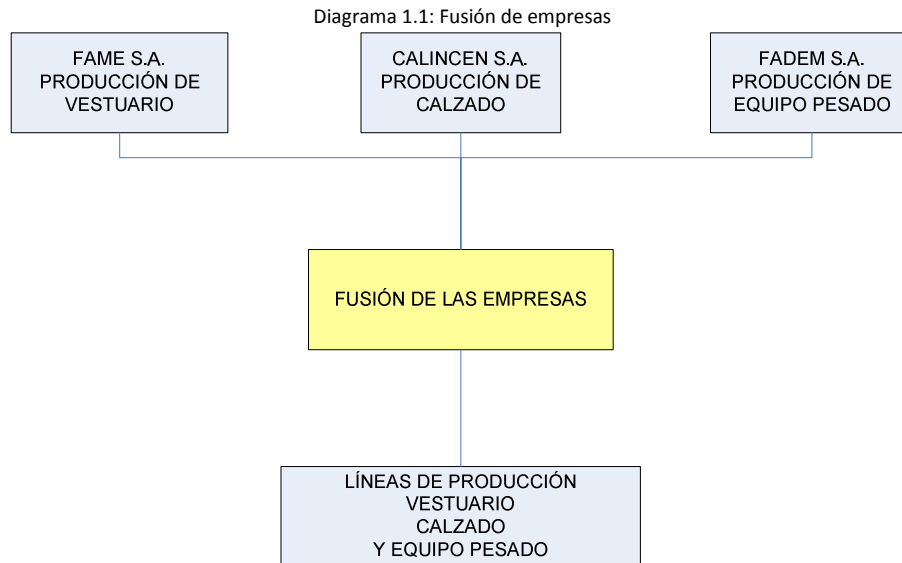 Diagrama 1.1: Fusión de empresas
FAME S.A.
PRODUCCIÓN DE
VESTUARIO
CALINCEN S.A.
PRODUCCIÓN DE
CALZADO
FADEM S.A.
PRODUCCIÓN DE
EQUIPO PESADO
FUSIÓN DE LAS EMPRESAS
LÍNEAS DE PRODUCCIÓN
VESTUARIO
CALZADO
Y EQUIPO PESADO